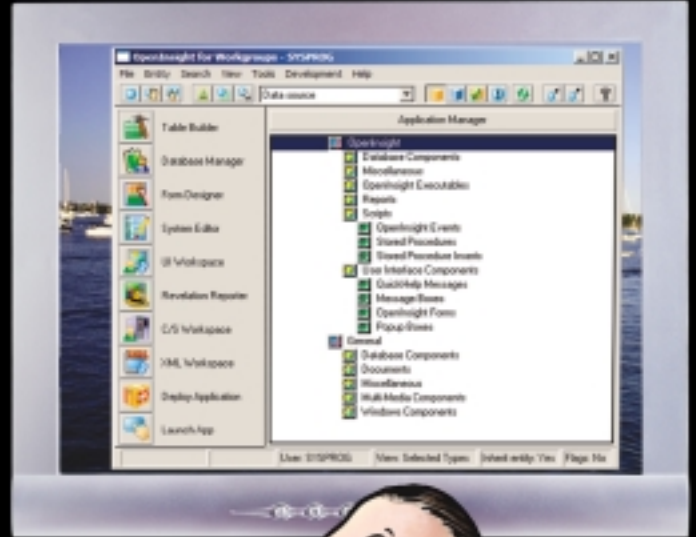 OpenInsight for Workgroups - SYSPROG
File Entity Search View Tools Development Help
Data source
Application Manager
Table Builder
Database Manager
Form Designer
System Editor
UI Workspace
Revelation Reporter
C/S Workspace
XML Workspace
Deploy Application
Launch App
OpenInsight
Database Components
Miscellaneous
OpenInsight Executables
Reports
Scripts
OpenInsight Events
Stored Procedures
Stored Procedure Inserts
User Interface Components
QuickHelp Messages
Message Boxes
OpenInsight Forms
Popup Boxes
General
Database Components
Documents
Miscellaneous
Multi-Media Components
Windows Components
User: SYSPROG View: Selected Types Inherit entity: Yes Flags: No